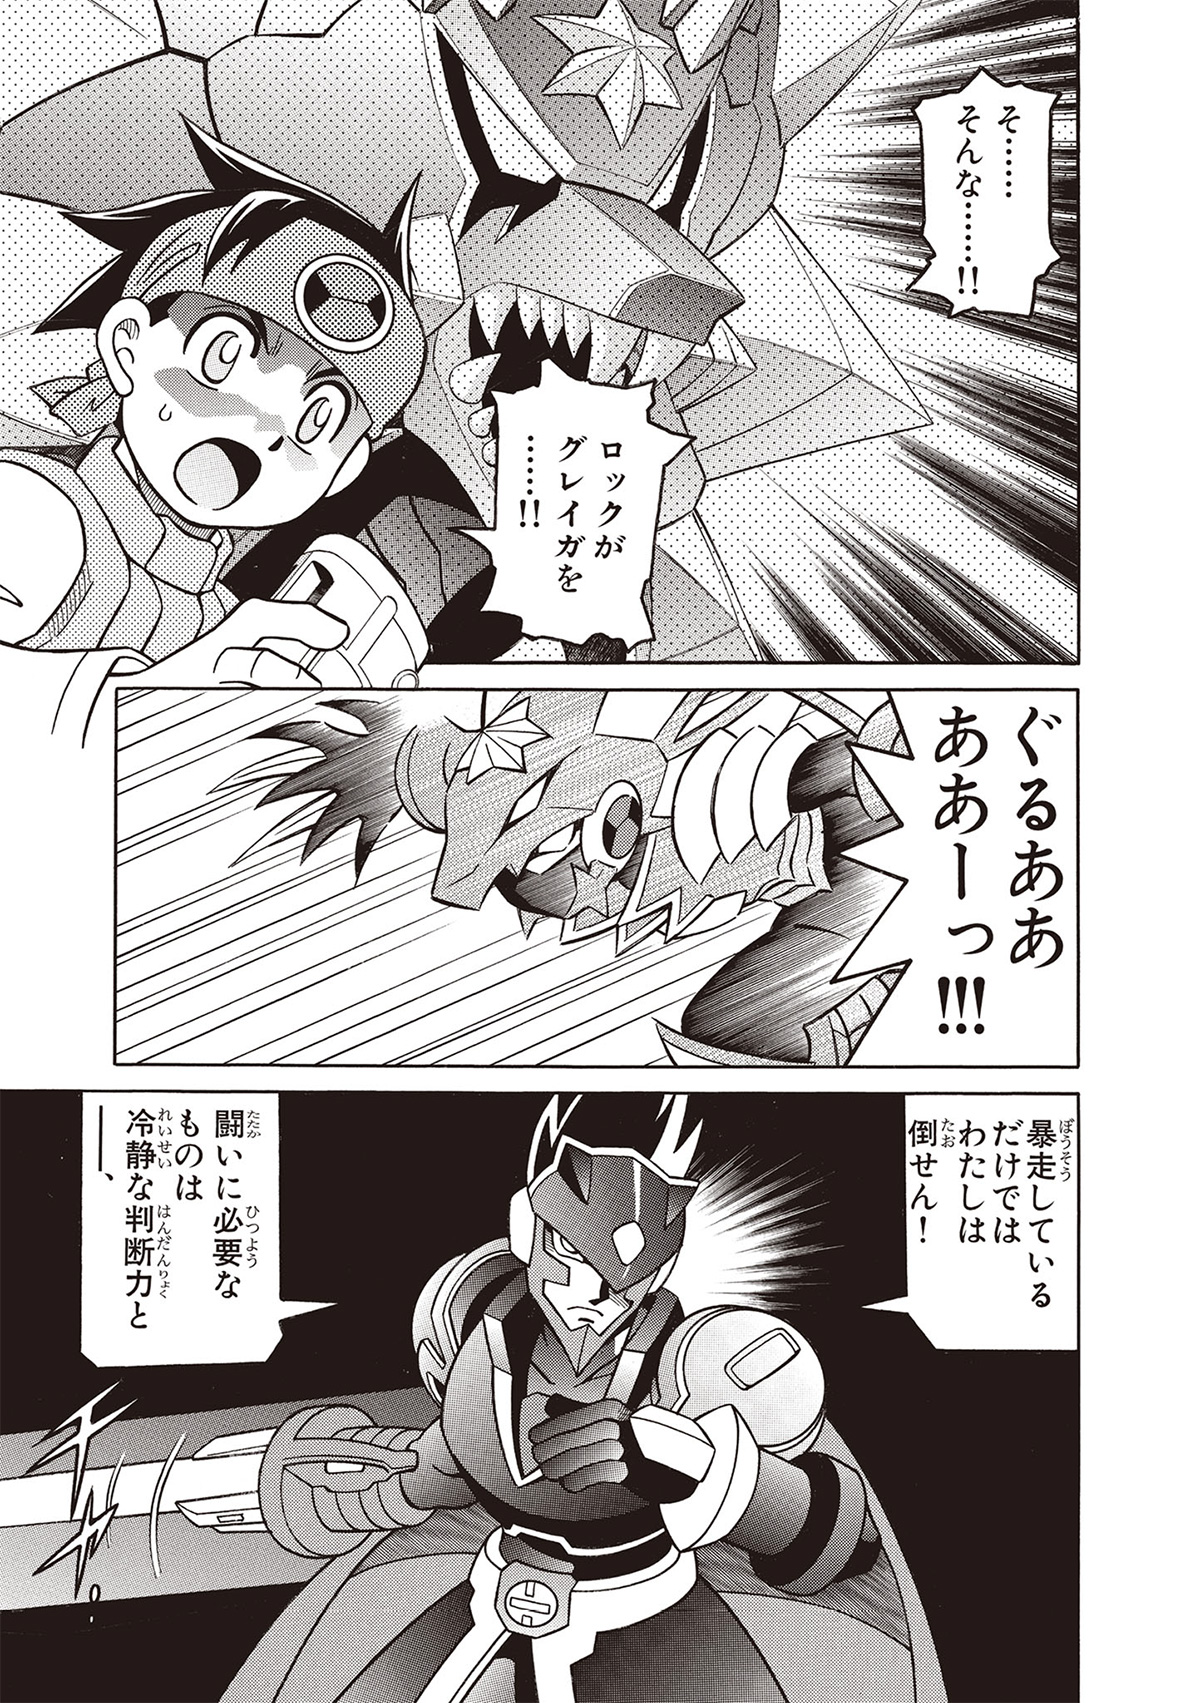 そ……
そんな……!!
ロックが
グレイガを
……!!
ぐるああ
ああーっ!!!
暴走している
だけでは
わたしは
倒せん！
闘いに必要な
ものは
冷静な判断力と
——、